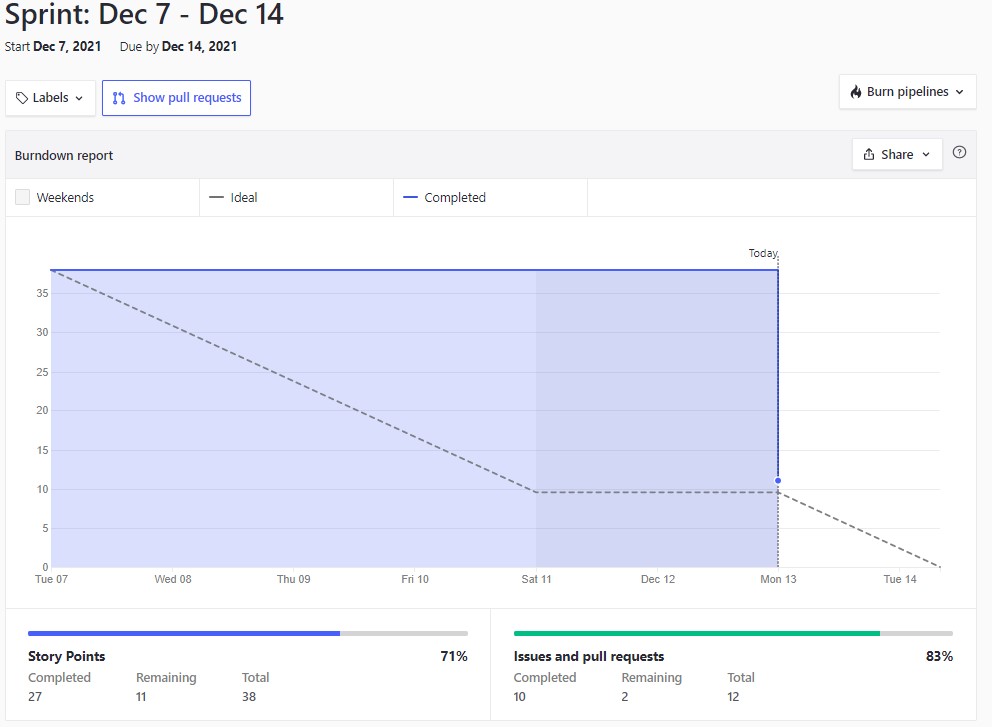 Sprint: Dec 7 - Dec 14
Start Dec 7, 2021 Due by Dec 14, 2021
Labels Show pull requests Burn pipelines
Burndown report Share ?
Weekends Ideal Completed
Today
35
30
25
20
15
10
5
0
Tue 07 Wed 08 Thu 09 Fri 10 Sat 11 Dec 12 Mon 13 Tue 14
Story Points 71%
Completed Remaining Total
27 11 38
Issues and pull requests 83%
Completed Remaining Total
10 2 12